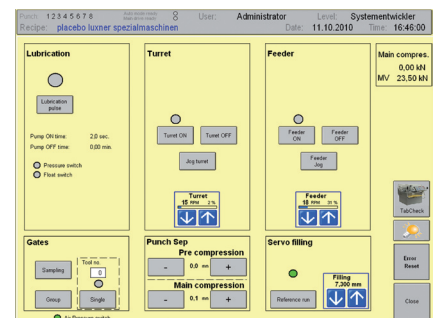 Punch 1 2 3 4 5 6 7 8 User: Administrator Level: Systementwickler
Recipe: placebo luxner spezialmaschinen Date: 11.10.2010 Time: 16:46:00
Lubrication
Lubrication pulse
Pump ON time: 2,0 sec.
Pump OFF time: 0,00 min.
Pressure switch
Float switch
Turret
Turret ON Turret OFF
Jog turret
Turret
15 RPM 2 %
Feeder
Feeder ON Feeder OFF
Feeder Jog
Feeder
18 RPM 31 %
Main compres.
0,00 kN
MV 23,50 kN
TabCheck
Error Reset
Close
Gates
Sampling
Tool no.
0
Group Single
Air Pressure switch
Punch Sep
Pre compression
- 0,0 mm +
Main compression
- 0,1 mm +
Servo filling
Reference run
Filling
7,300 mm